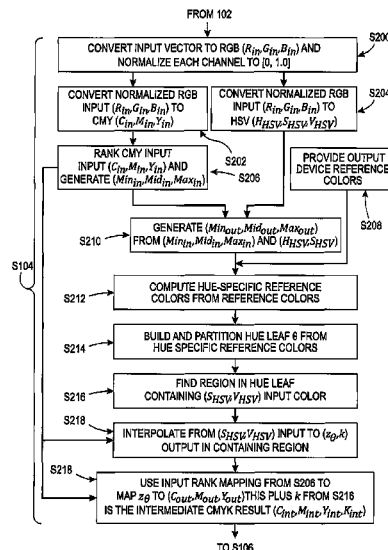 FROM 102
S200
CONVERT INPUT VECTOR TO RGB (Rin,Gin,Bin) AND
NORMALIZE EACH CHANNEL TO [0, 1.0]
CONVERT NORMALIZED RGB
INPUT (Rin,Gin,Bin) TO
CMY (Cin,Min,Yin)
S202
CONVERT NORMALIZED RGB
INPUT (Rin,Gin,Bin) TO
HSV (HHSV,SHSV,VHSV)
S204
RANK CMY INPUT
INPUT (Cin,Min,Yin) AND
GENERATE (Minin,Midin,Maxin)
S206
PROVIDE OUTPUT
DEVICE REFERENCE
COLORS
S208
GENERATE (Minout,Midout,Maxout)
FROM (Minin,Midin,Maxin) AND (HHSV,SHSV)
S210
S104
COMPUTE HUE-SPECIFIC REFERENCE
COLORS FROM REFERENCE COLORS
S212
BUILD AND PARTITION HUE LEAF θ FROM
HUE SPECIFIC REFERENCE COLORS
S214
FIND REGION IN HUE LEAF
CONTAINING (SHSV,VHSV) INPUT COLOR
S216
S218
INTERPOLATE FROM (SHSV,VHSV) INPUT TO (zθ,k)
OUTPUT IN CONTAINING REGION
S218
USE INPUT RANK MAPPING FROM S206 TO
MAP zθ TO (Cout,Mout,Yout)THIS PLUS k FROM S216
IS THE INTERMEDIATE CMYK RESULT (Cint,Mint,Yint,Kint)
TO S106